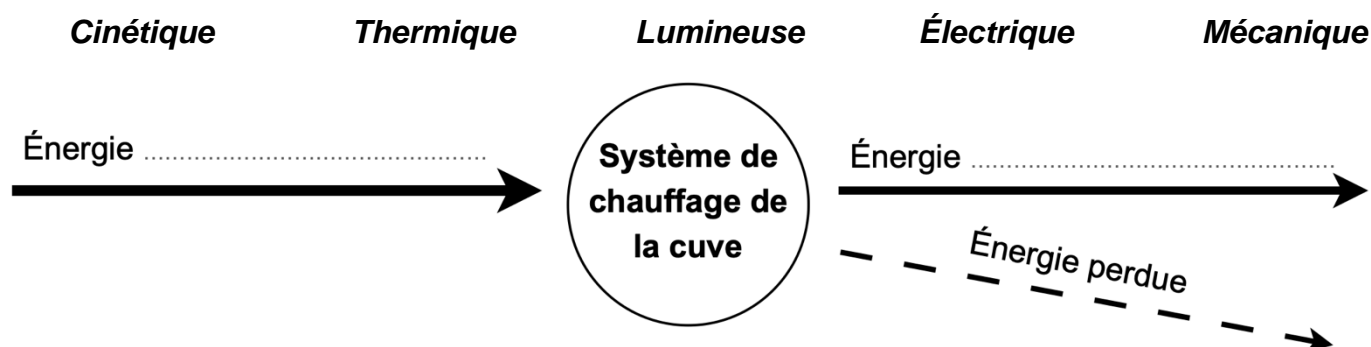 Cinétique Thermique Lumineuse Électrique Mécanique
Énergie ........................................
Système de
chauffage de
la cuve
Énergie ..........................................
Énergie perdue